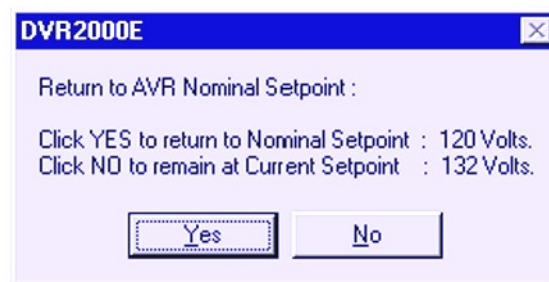 DVR2000E
Return to AVR Nominal Setpoint :
Click YES to return to Nominal Setpoint : 120 Volts.
Click NO to remain at Current Setpoint : 132 Volts.
Yes No